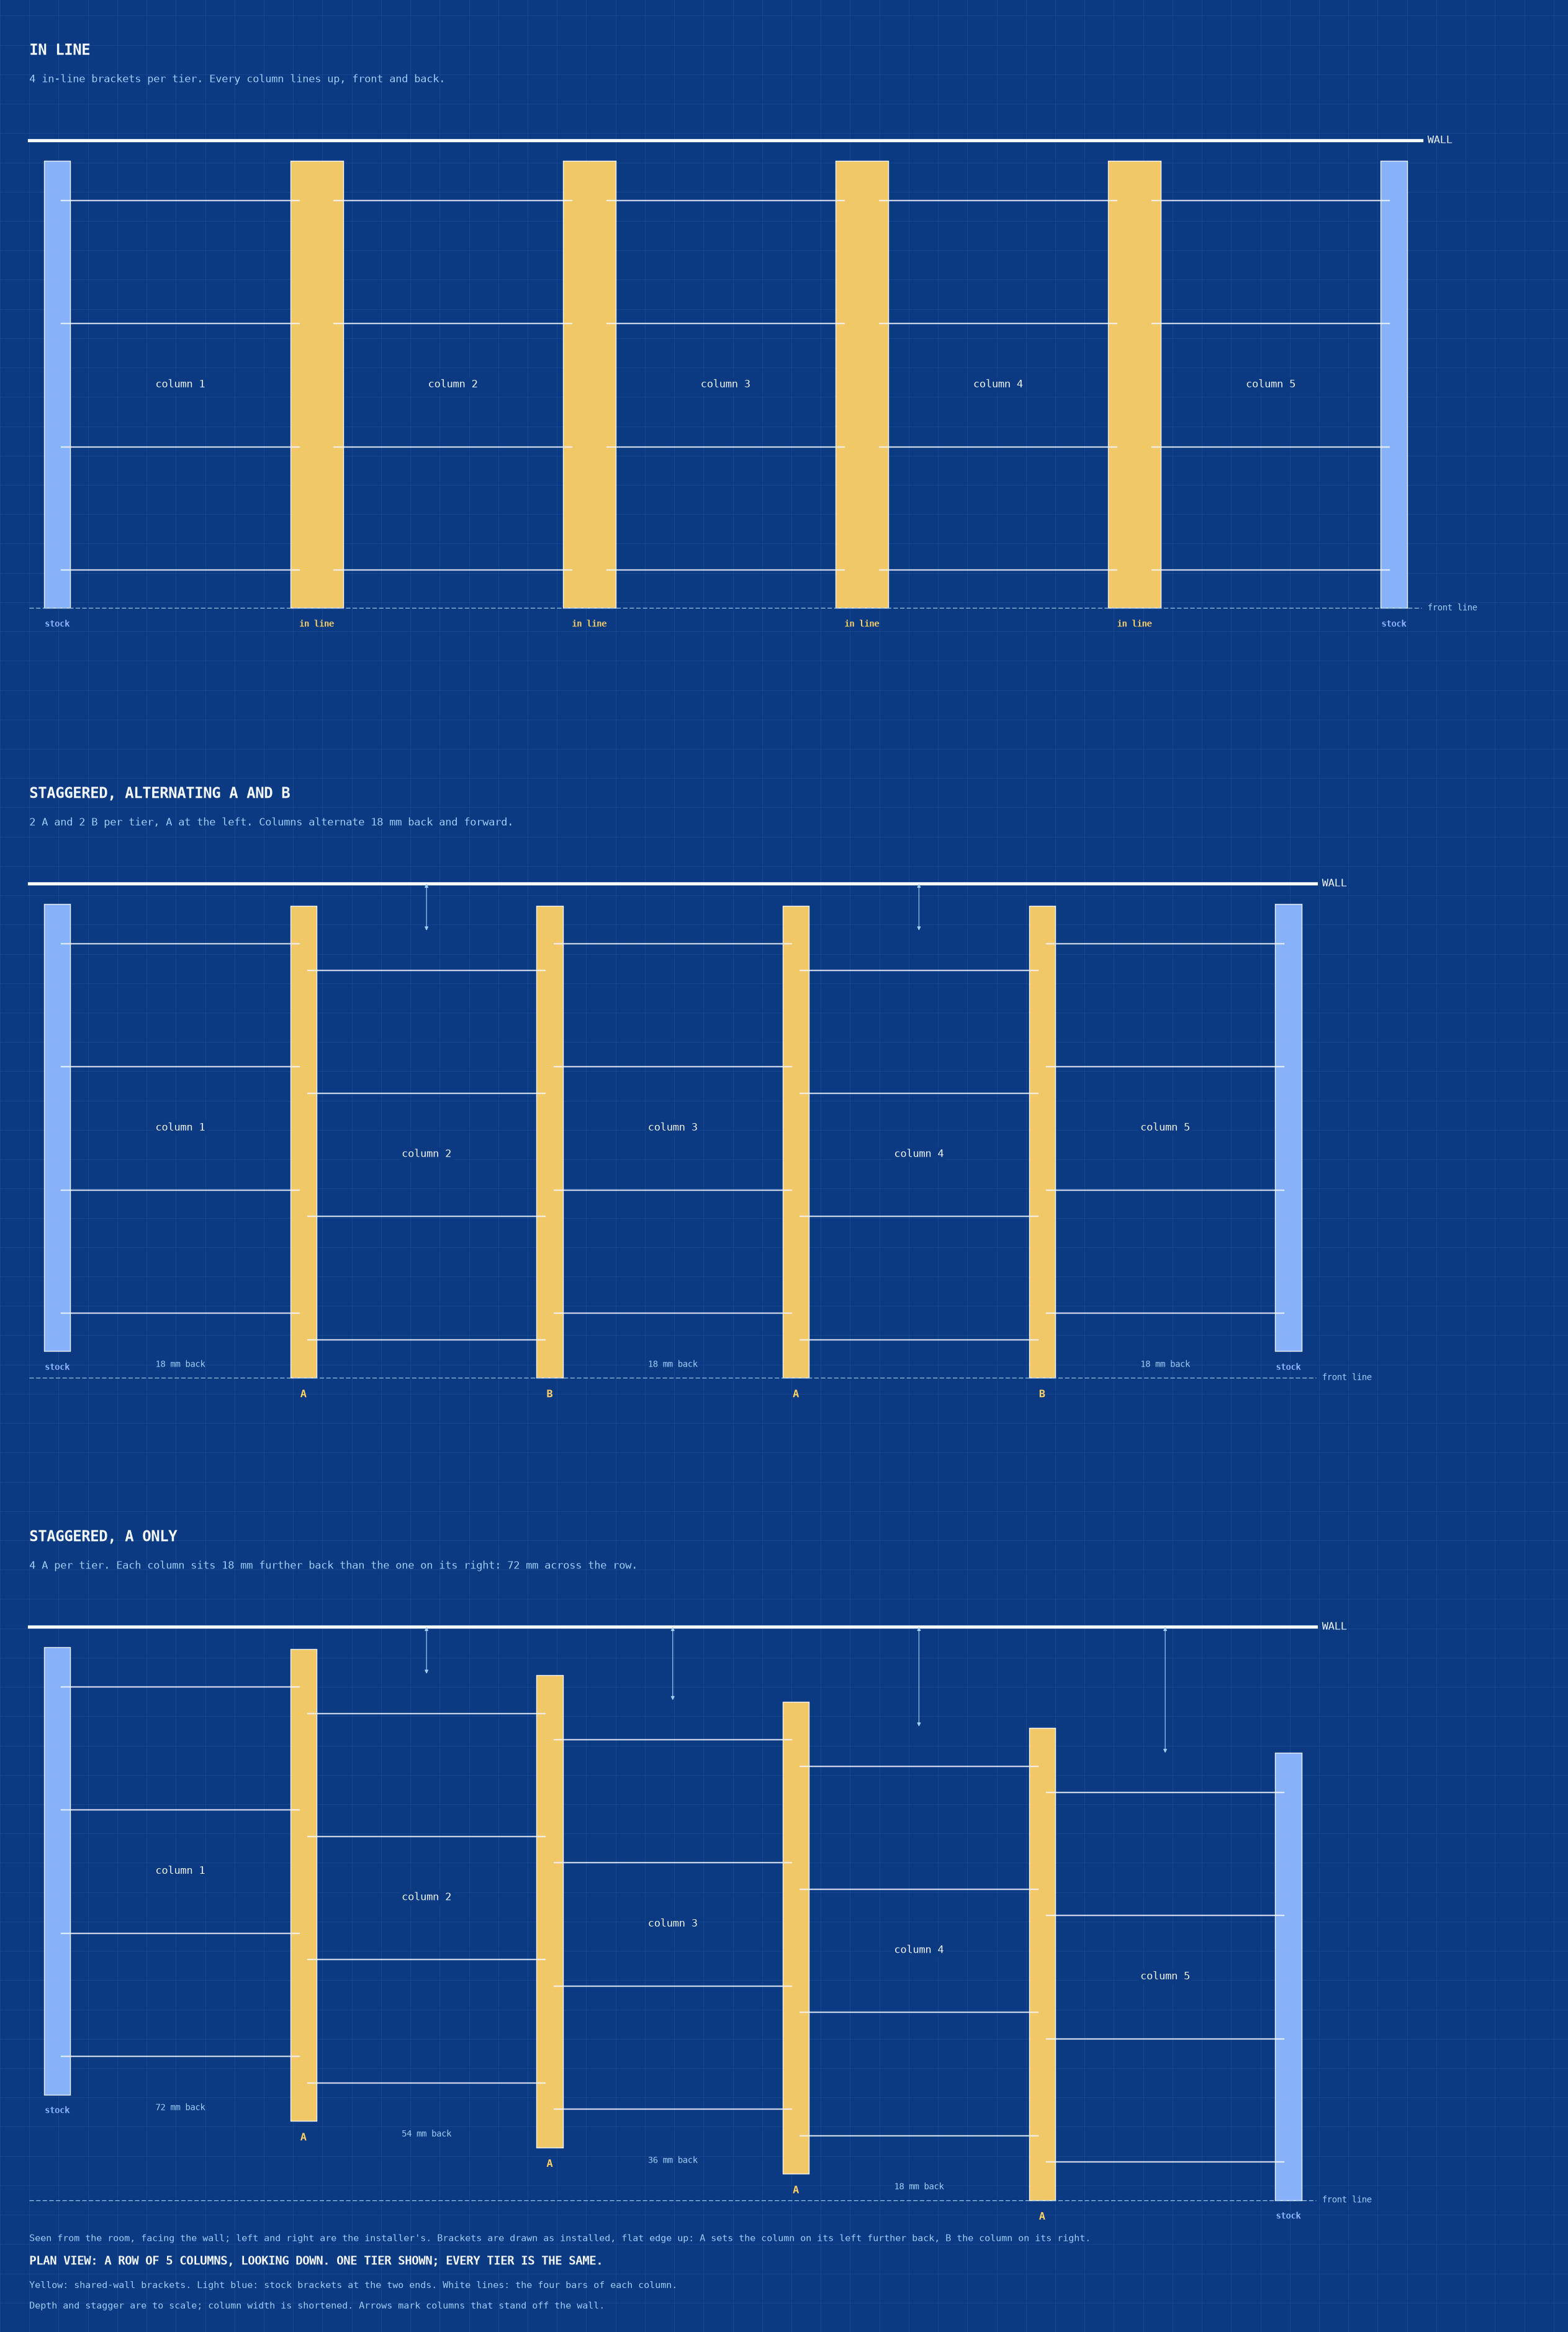 IN LINE
4 in-line brackets per tier. Every column lines up, front and back.
WALL
column 1
column 2
column 3
column 4
column 5
front line
stock
in line
in line
in line
in line
stock
STAGGERED, ALTERNATING A AND B
2 A and 2 B per tier, A at the left. Columns alternate 18 mm back and forward.
WALL
column 1
column 3
column 5
column 2
column 4
18 mm back
18 mm back
18 mm back
stock
stock
front line
A
B
A
B
STAGGERED, A ONLY
4 A per tier. Each column sits 18 mm further back than the one on its right: 72 mm across the row.
WALL
column 1
column 2
column 3
column 4
column 5
72 mm back
stock
54 mm back
A
36 mm back
A
18 mm back
A
front line
A
stock
Seen from the room, facing the wall; left and right are the installer's. Brackets are drawn as installed, flat edge up: A sets the column on its left further back, B the column on its right.
PLAN VIEW: A ROW OF 5 COLUMNS, LOOKING DOWN. ONE TIER SHOWN; EVERY TIER IS THE SAME.
Yellow: shared-wall brackets. Light blue: stock brackets at the two ends. White lines: the four bars of each column.
Depth and stagger are to scale; column width is shortened. Arrows mark columns that stand off the wall.